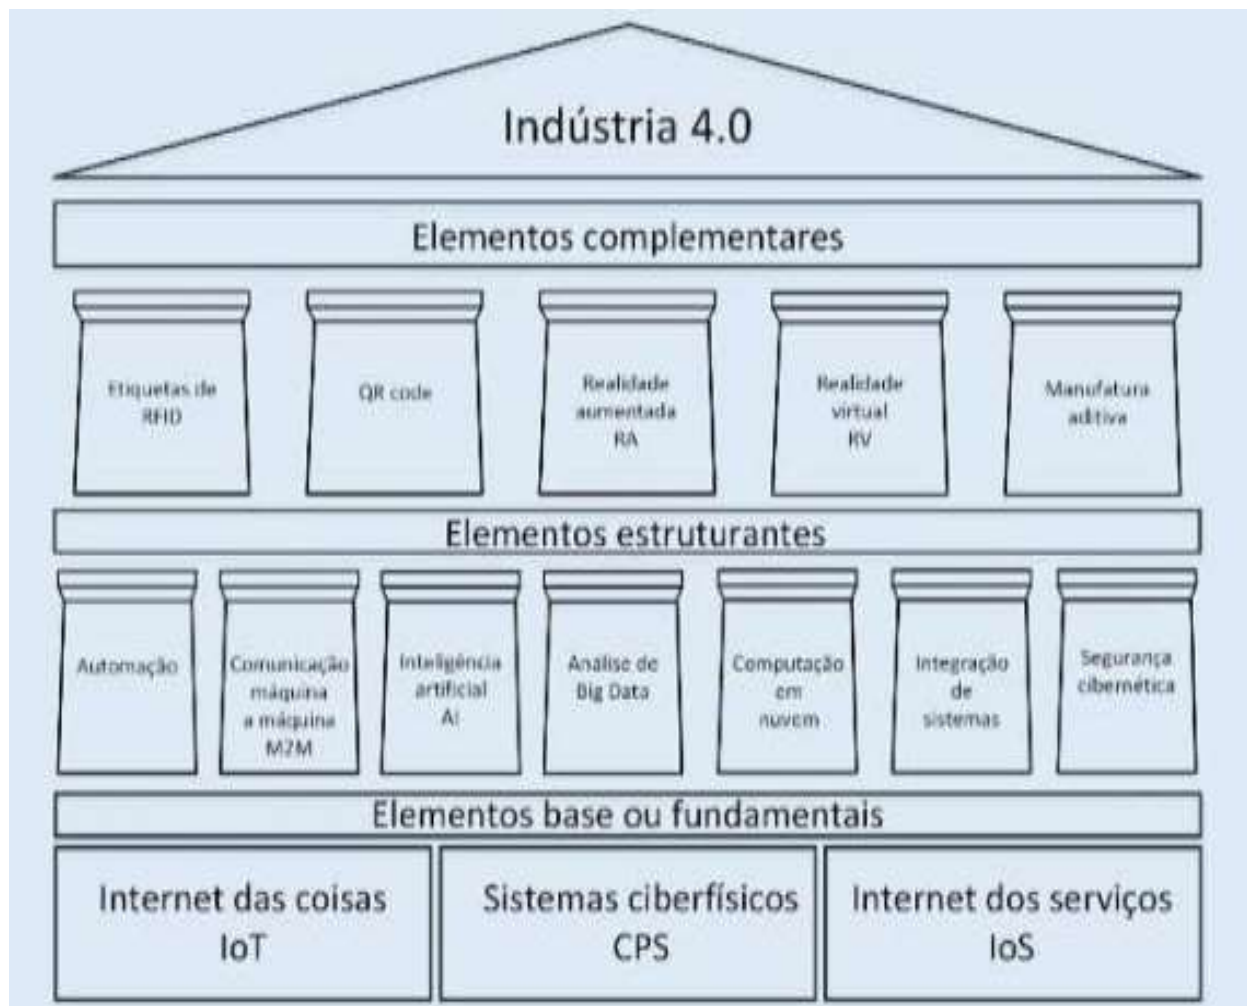 Indústria 4.0
Elementos complementares
Etiquetas de
RFID
QR code
Realidade
aumentada
RA
Realidade
virtual
RV
Manufatura
aditiva
Elementos estruturantes
Automação
Comunicação
máquina
a máquina
M2M
Inteligência
artificial
AI
Análise de
Big Data
Computação
em
nuvem
Integração
de
sistemas
Segurança
cibernética
Elementos base ou fundamentais
Internet das coisas
IoT
Sistemas ciberfísicos
CPS
Internet dos serviços
IoS